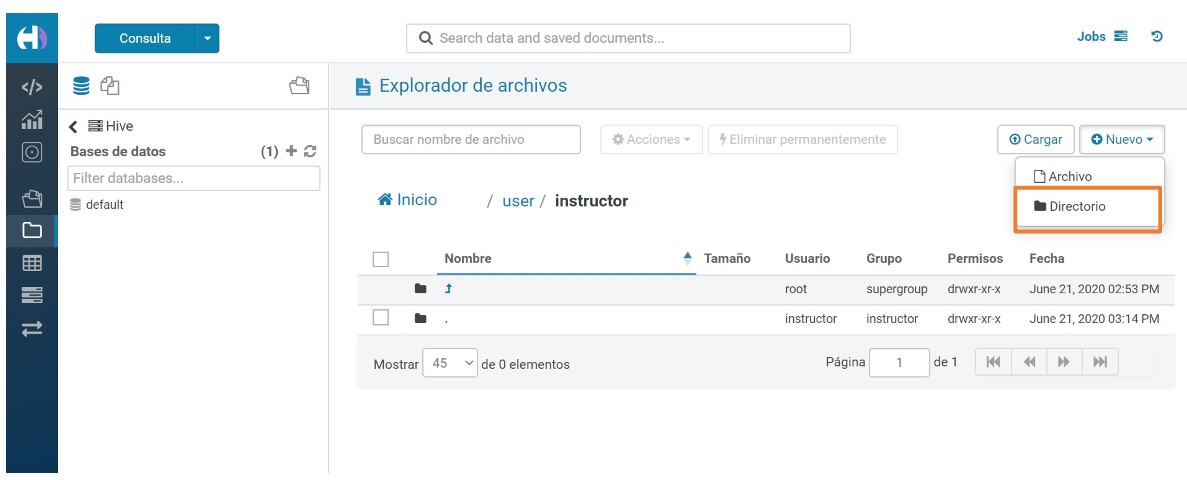 Consulta
Search data and saved documents...
Jobs
Hive
Bases de datos (1)
Filter databases...
default
Explorador de archivos
Buscar nombre de archivo Acciones Eliminar permanentemente Cargar Nuevo
Archivo
Directorio
Inicio / user / instructor
Nombre Tamaño Usuario Grupo Permisos Fecha
root supergroup drwxr-xr-x June 21, 2020 02:53 PM
. instructor instructor drwxr-xr-x June 21, 2020 03:14 PM
Mostrar 45 de 0 elementos Página 1 de 1